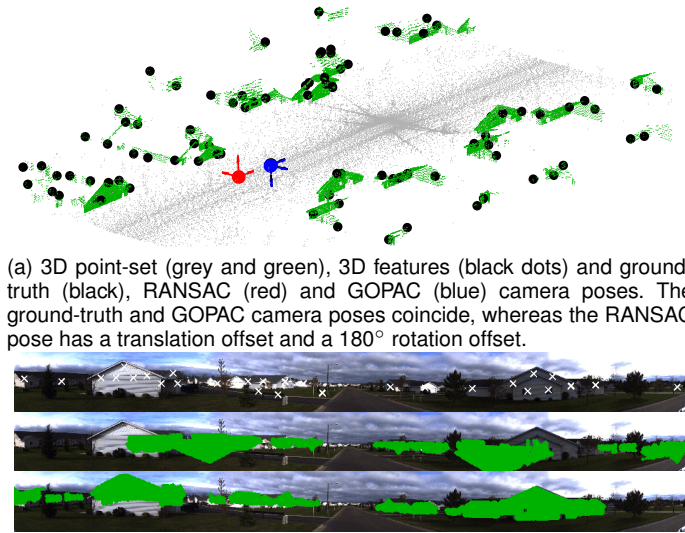 (a) 3D point-set (grey and green), 3D features (black dots) and ground-
truth (black), RANSAC (red) and GOPAC (blue) camera poses. The
ground-truth and GOPAC camera poses coincide, whereas the RANSAC
pose has a translation offset and a 180° rotation offset.